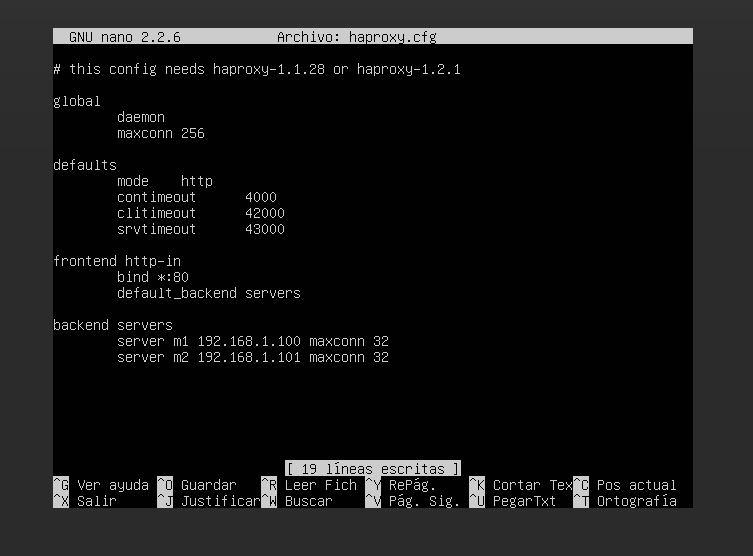 GNU nano 2.2.6 Archivo: haproxy.cfg
# this config needs haproxy-1.1.28 or haproxy-1.2.1
global
daemon
maxconn 256
defaults
mode http
contimeout 4000
clitimeout 42000
srvtimeout 43000
frontend http-in
bind *:80
default_backend servers
backend servers
server m1 192.168.1.100 maxconn 32
server m2 192.168.1.101 maxconn 32
[ 19 líneas escritas ]
^G Ver ayuda ^O Guardar ^R Leer Fich ^Y RePág. ^K Cortar Tex ^C Pos actual
^X Salir ^J Justificar ^W Buscar ^V Pág. Sig. ^U PegarTxt ^T Ortografía